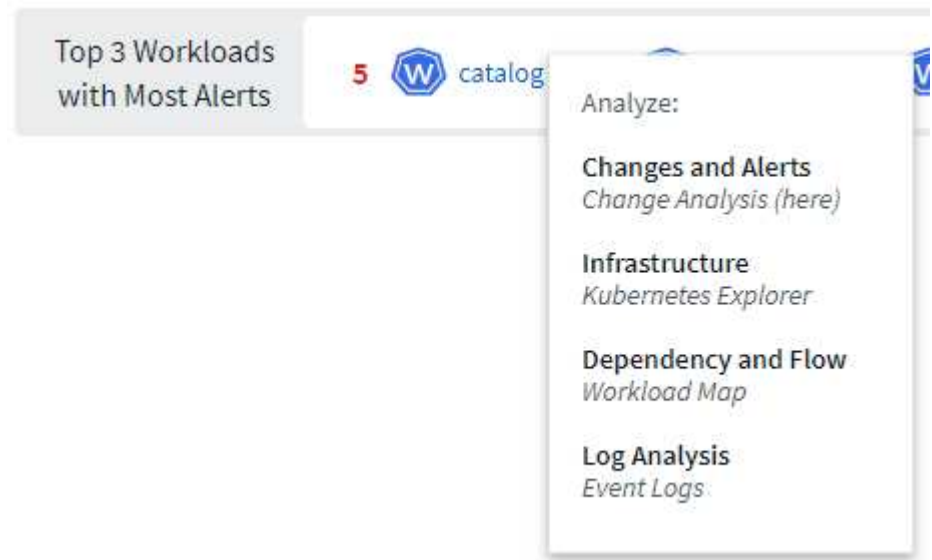 Top 3 Workloads
with Most Alerts
5 W catalog W
Analyze:
Changes and Alerts
Change Analysis (here)
Infrastructure
Kubernetes Explorer
Dependency and Flow
Workload Map
Log Analysis
Event Logs